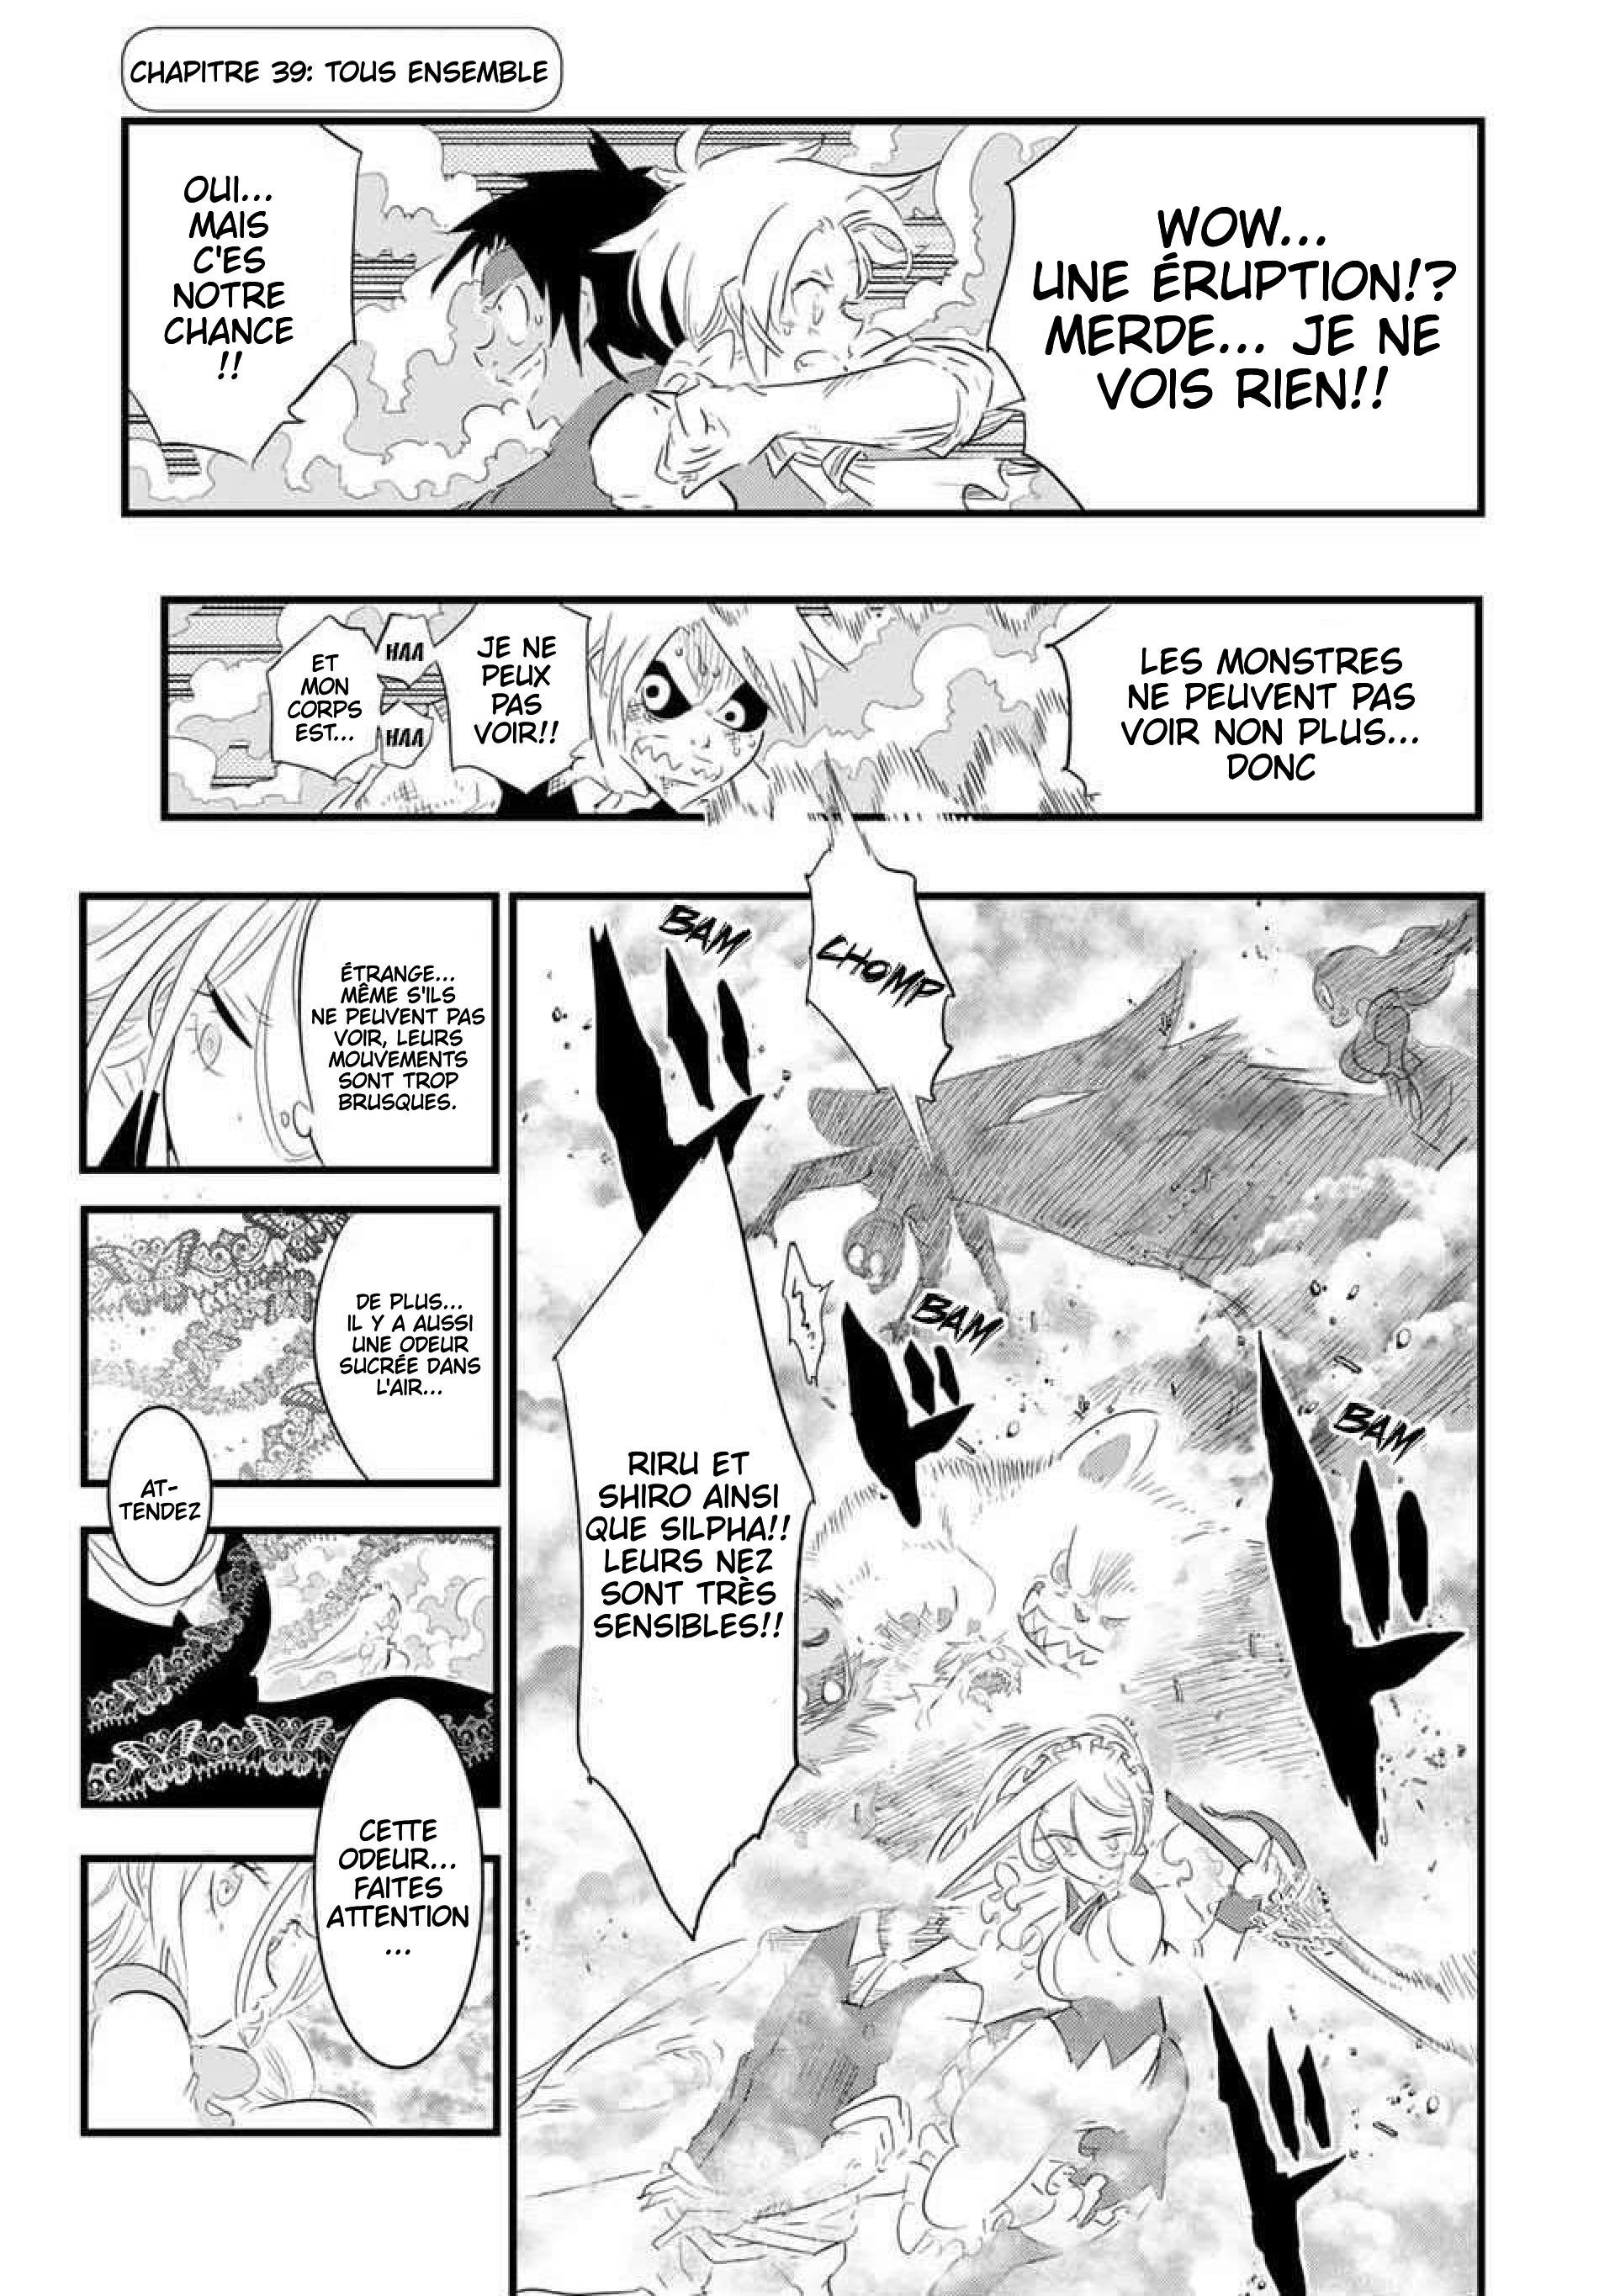 CHAPITRE 39: TOUS ENSEMBLE
WOW...
UNE ÉRUPTION!?
MERDE... JE NE
VOIS RIEN!!
OUI...
MAIS
C'ES
NOTRE
CHANCE
!!
LES MONSTRES
NE PEUVENT PAS
VOIR NON PLUS...
DONC
JE NE
PEUX
PAS
VOIR!!
HAA
HAA
ET
MON
CORPS
EST...
CHOMP
BAM
BAM
BAM
RIRU ET
SHIRO AINSI
QUE SILPHA!!
LEURS NEZ
SONT TRÈS
SENSIBLES!!
ÉTRANGE...
MÊME S'ILS
NE PEUVENT PAS
VOIR, LEURS
MOUVEMENTS
SONT TROP
BRUSQUES.
DE PLUS...
IL Y A AUSSI
UNE ODEUR
SUCRÉE DANS
L'AIR...
AT-
TENDEZ
CETTE
ODEUR...
FAITES
ATTENTION
...